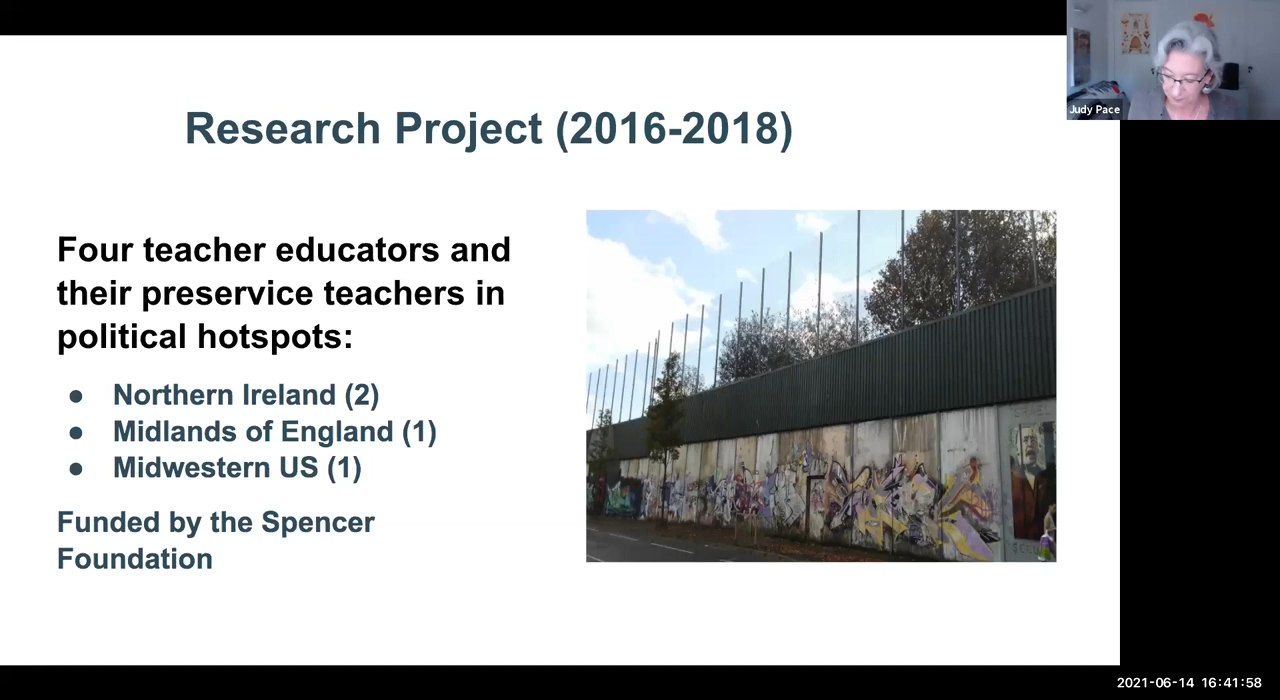 Judy Pace
Research Project (2016-2018)
Four teacher educators and
their preservice teachers in
political hotspots:
● Northern Ireland (2)
● Midlands of England (1)
● Midwestern US (1)
Funded by the Spencer
Foundation
2021-06-14 16:41:58